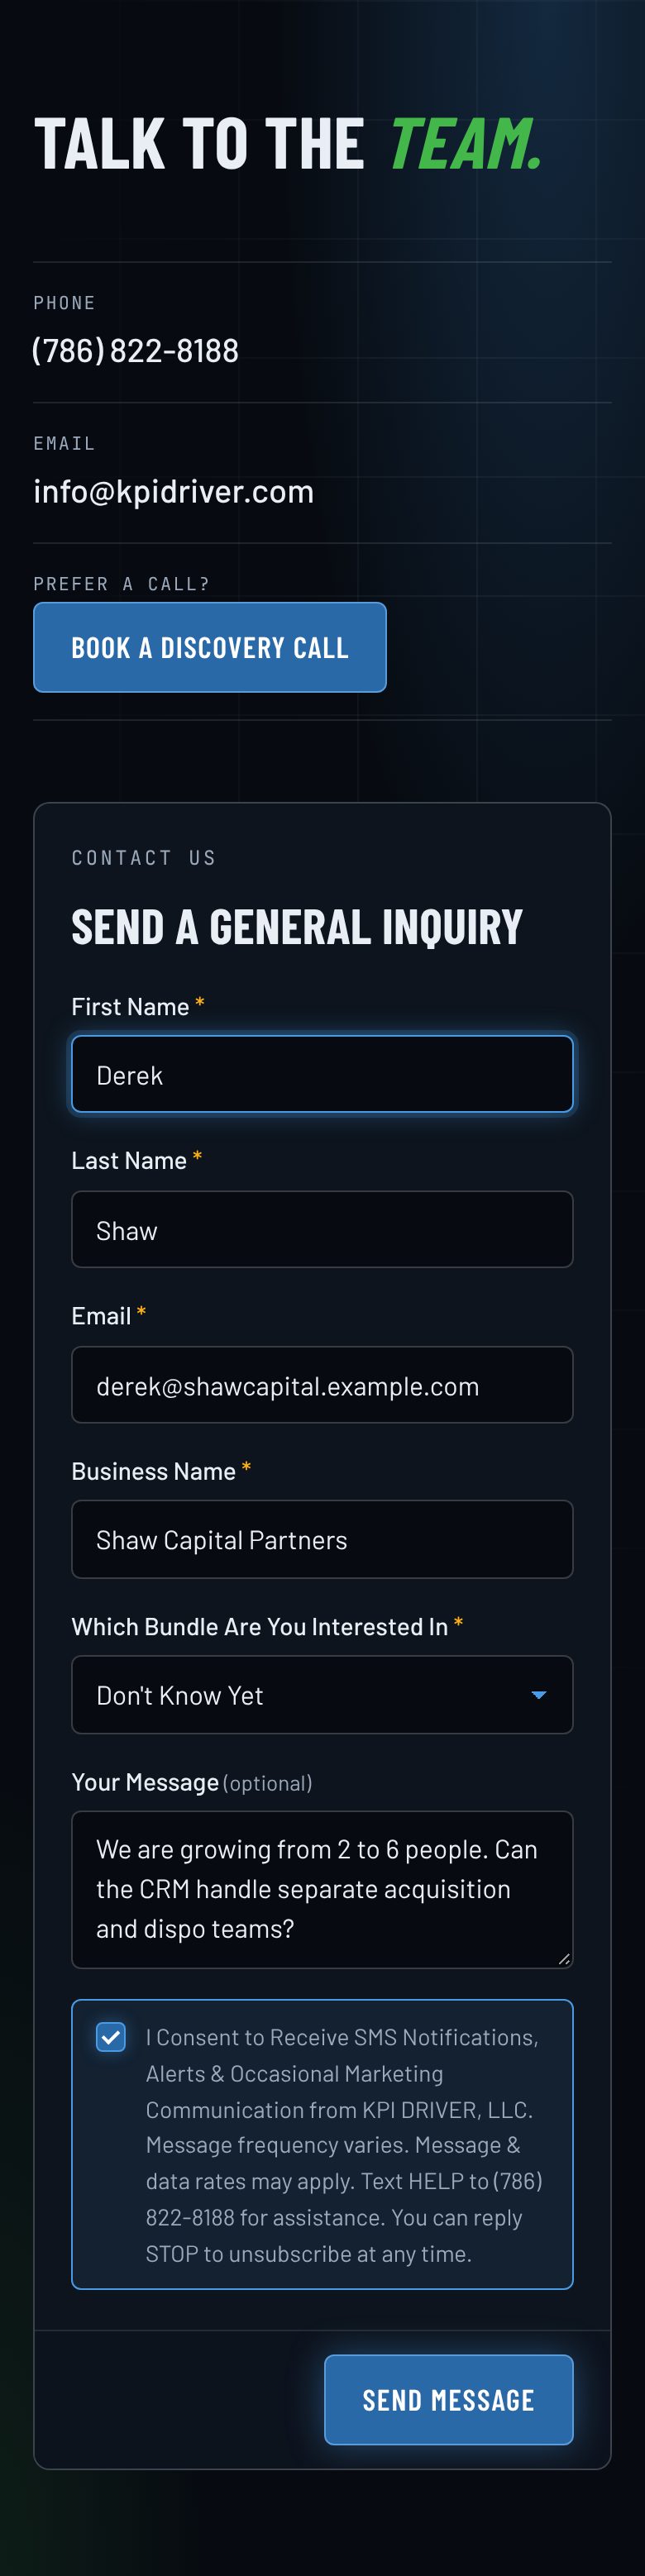 TALK TO THE TEAM.
PHONE
(786) 822-8188
EMAIL
info@kpidriver.com
PREFER A CALL?
BOOK A DISCOVERY CALL
CONTACT US
SEND A GENERAL INQUIRY
First Name *
Derek
Last Name *
Shaw
Email *
derek@shawcapital.example.com
Business Name *
Shaw Capital Partners
Which Bundle Are You Interested In *
Don't Know Yet
Your Message (optional)
We are growing from 2 to 6 people. Can
the CRM handle separate acquisition
and dispo teams?
I Consent to Receive SMS Notifications,
Alerts & Occasional Marketing
Communication from KPI DRIVER, LLC.
Message frequency varies. Message &
data rates may apply. Text HELP to (786)
822-8188 for assistance. You can reply
STOP to unsubscribe at any time.
SEND MESSAGE